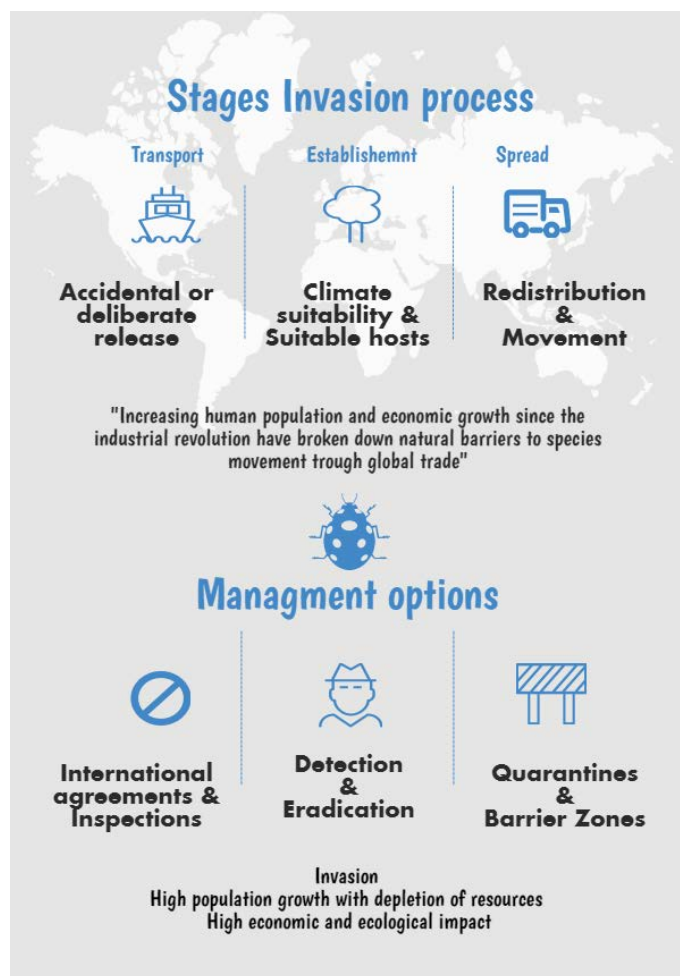 Stages Invasion process
Transport
Establishemnt
Spread
Accidental or
deliberate
release
Climate
suitability &
Suitable hosts
Redistribution
&
Movement
"Increasing human population and economic growth since the
industrial revolution have broken down natural barriers to species
movement trough global trade"
Managment options
International
agreements &
Inspections
Detection
&
Eradication
Quarantines
&
Barrier Zones
Invasion
High population growth with depletion of resources
High economic and ecological impact